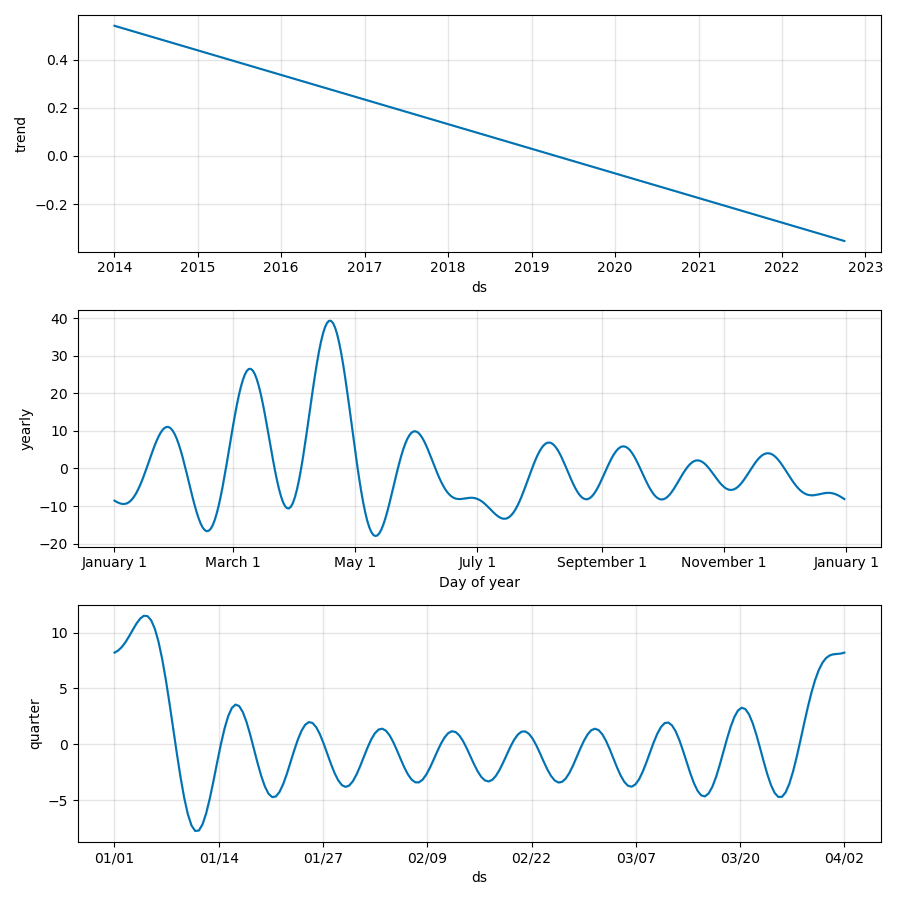 trend
0.4
0.2
0.0
−0.2
2014 2015 2016 2017 2018 2019 2020 2021 2022 2023
ds
yearly
40
30
20
10
0
−10
−20
January 1 March 1 May 1 July 1 September 1 November 1 January 1
Day of year
quarter
10
5
0
−5
01/01 01/14 01/27 02/09 02/22 03/07 03/20 04/02
ds